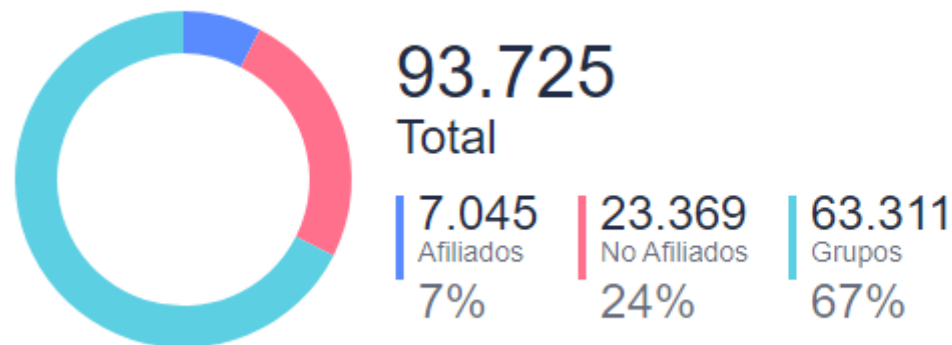 93.725
Total
7.045
Afiliados
7%
23.369
No Afiliados
24%
63.311
Grupos
67%